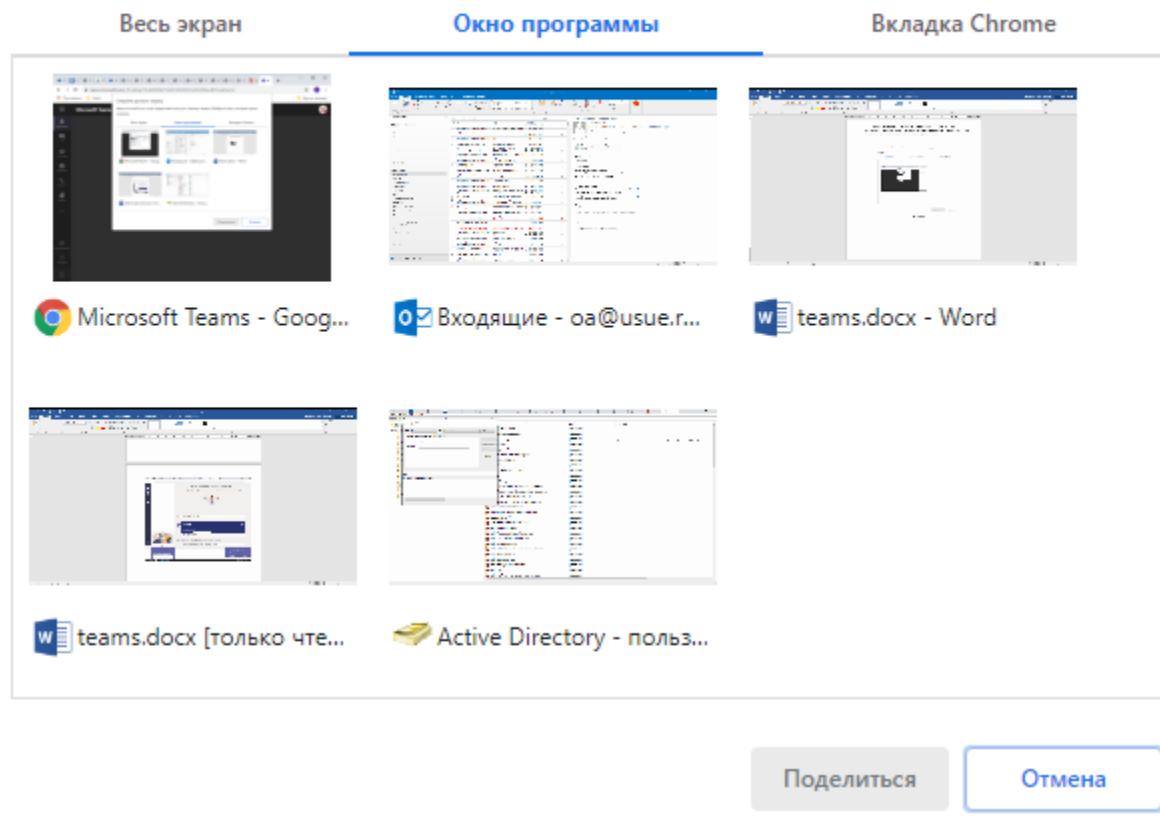 Весь экран
Окно программы
Вкладка Chrome
Microsoft Teams - Goog...
Входящие - oa@usue.r...
teams.docx - Word
teams.docx [только чте...
Active Directory - польз...
Поделиться
Отмена